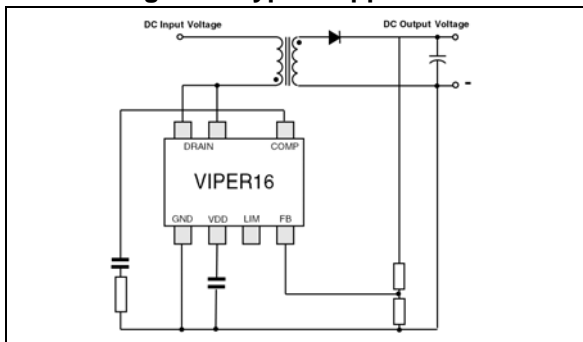 DC Input Voltage
DC Output Voltage
-
DRAIN
COMP
VIPER16
GND
VDD
LIM
FB